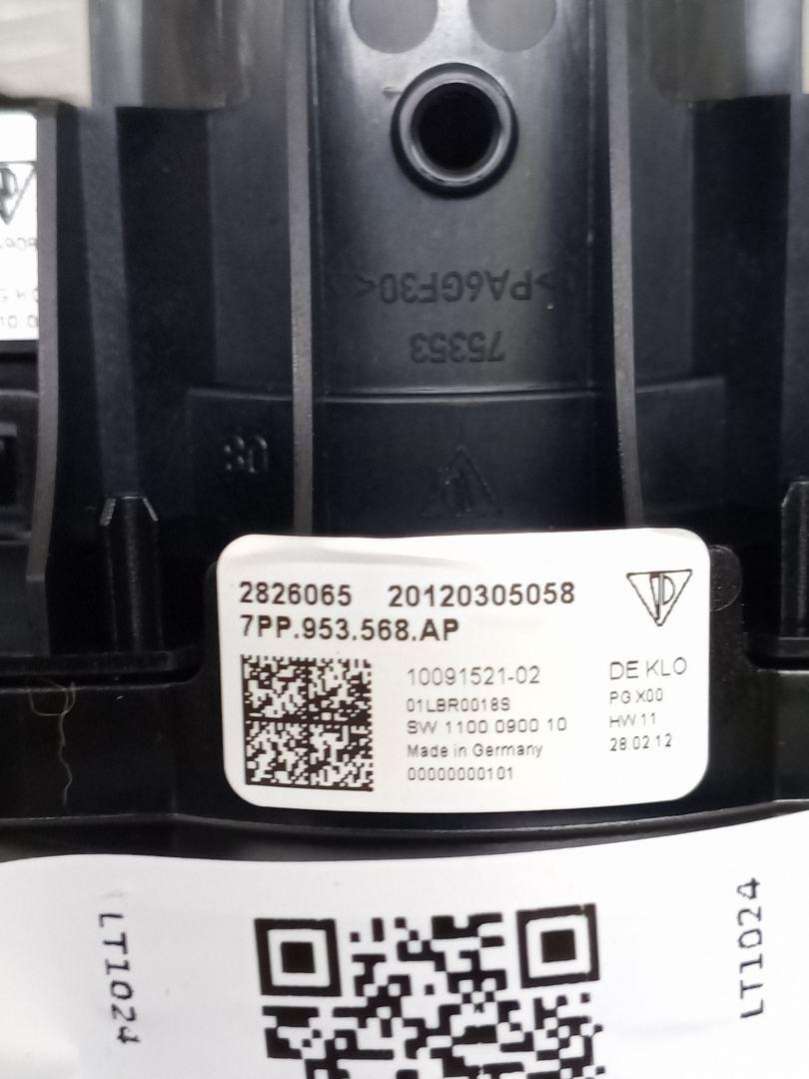 >PA6GF30<
75353
2826065 20120305058
7PP.953.568.AP
10091521-02 DE KLO
01LBR0018S PG X00
SW 1100 0900 10 HW 11
Made in Germany 28 02 12
00000000101
LT1024
LT1024